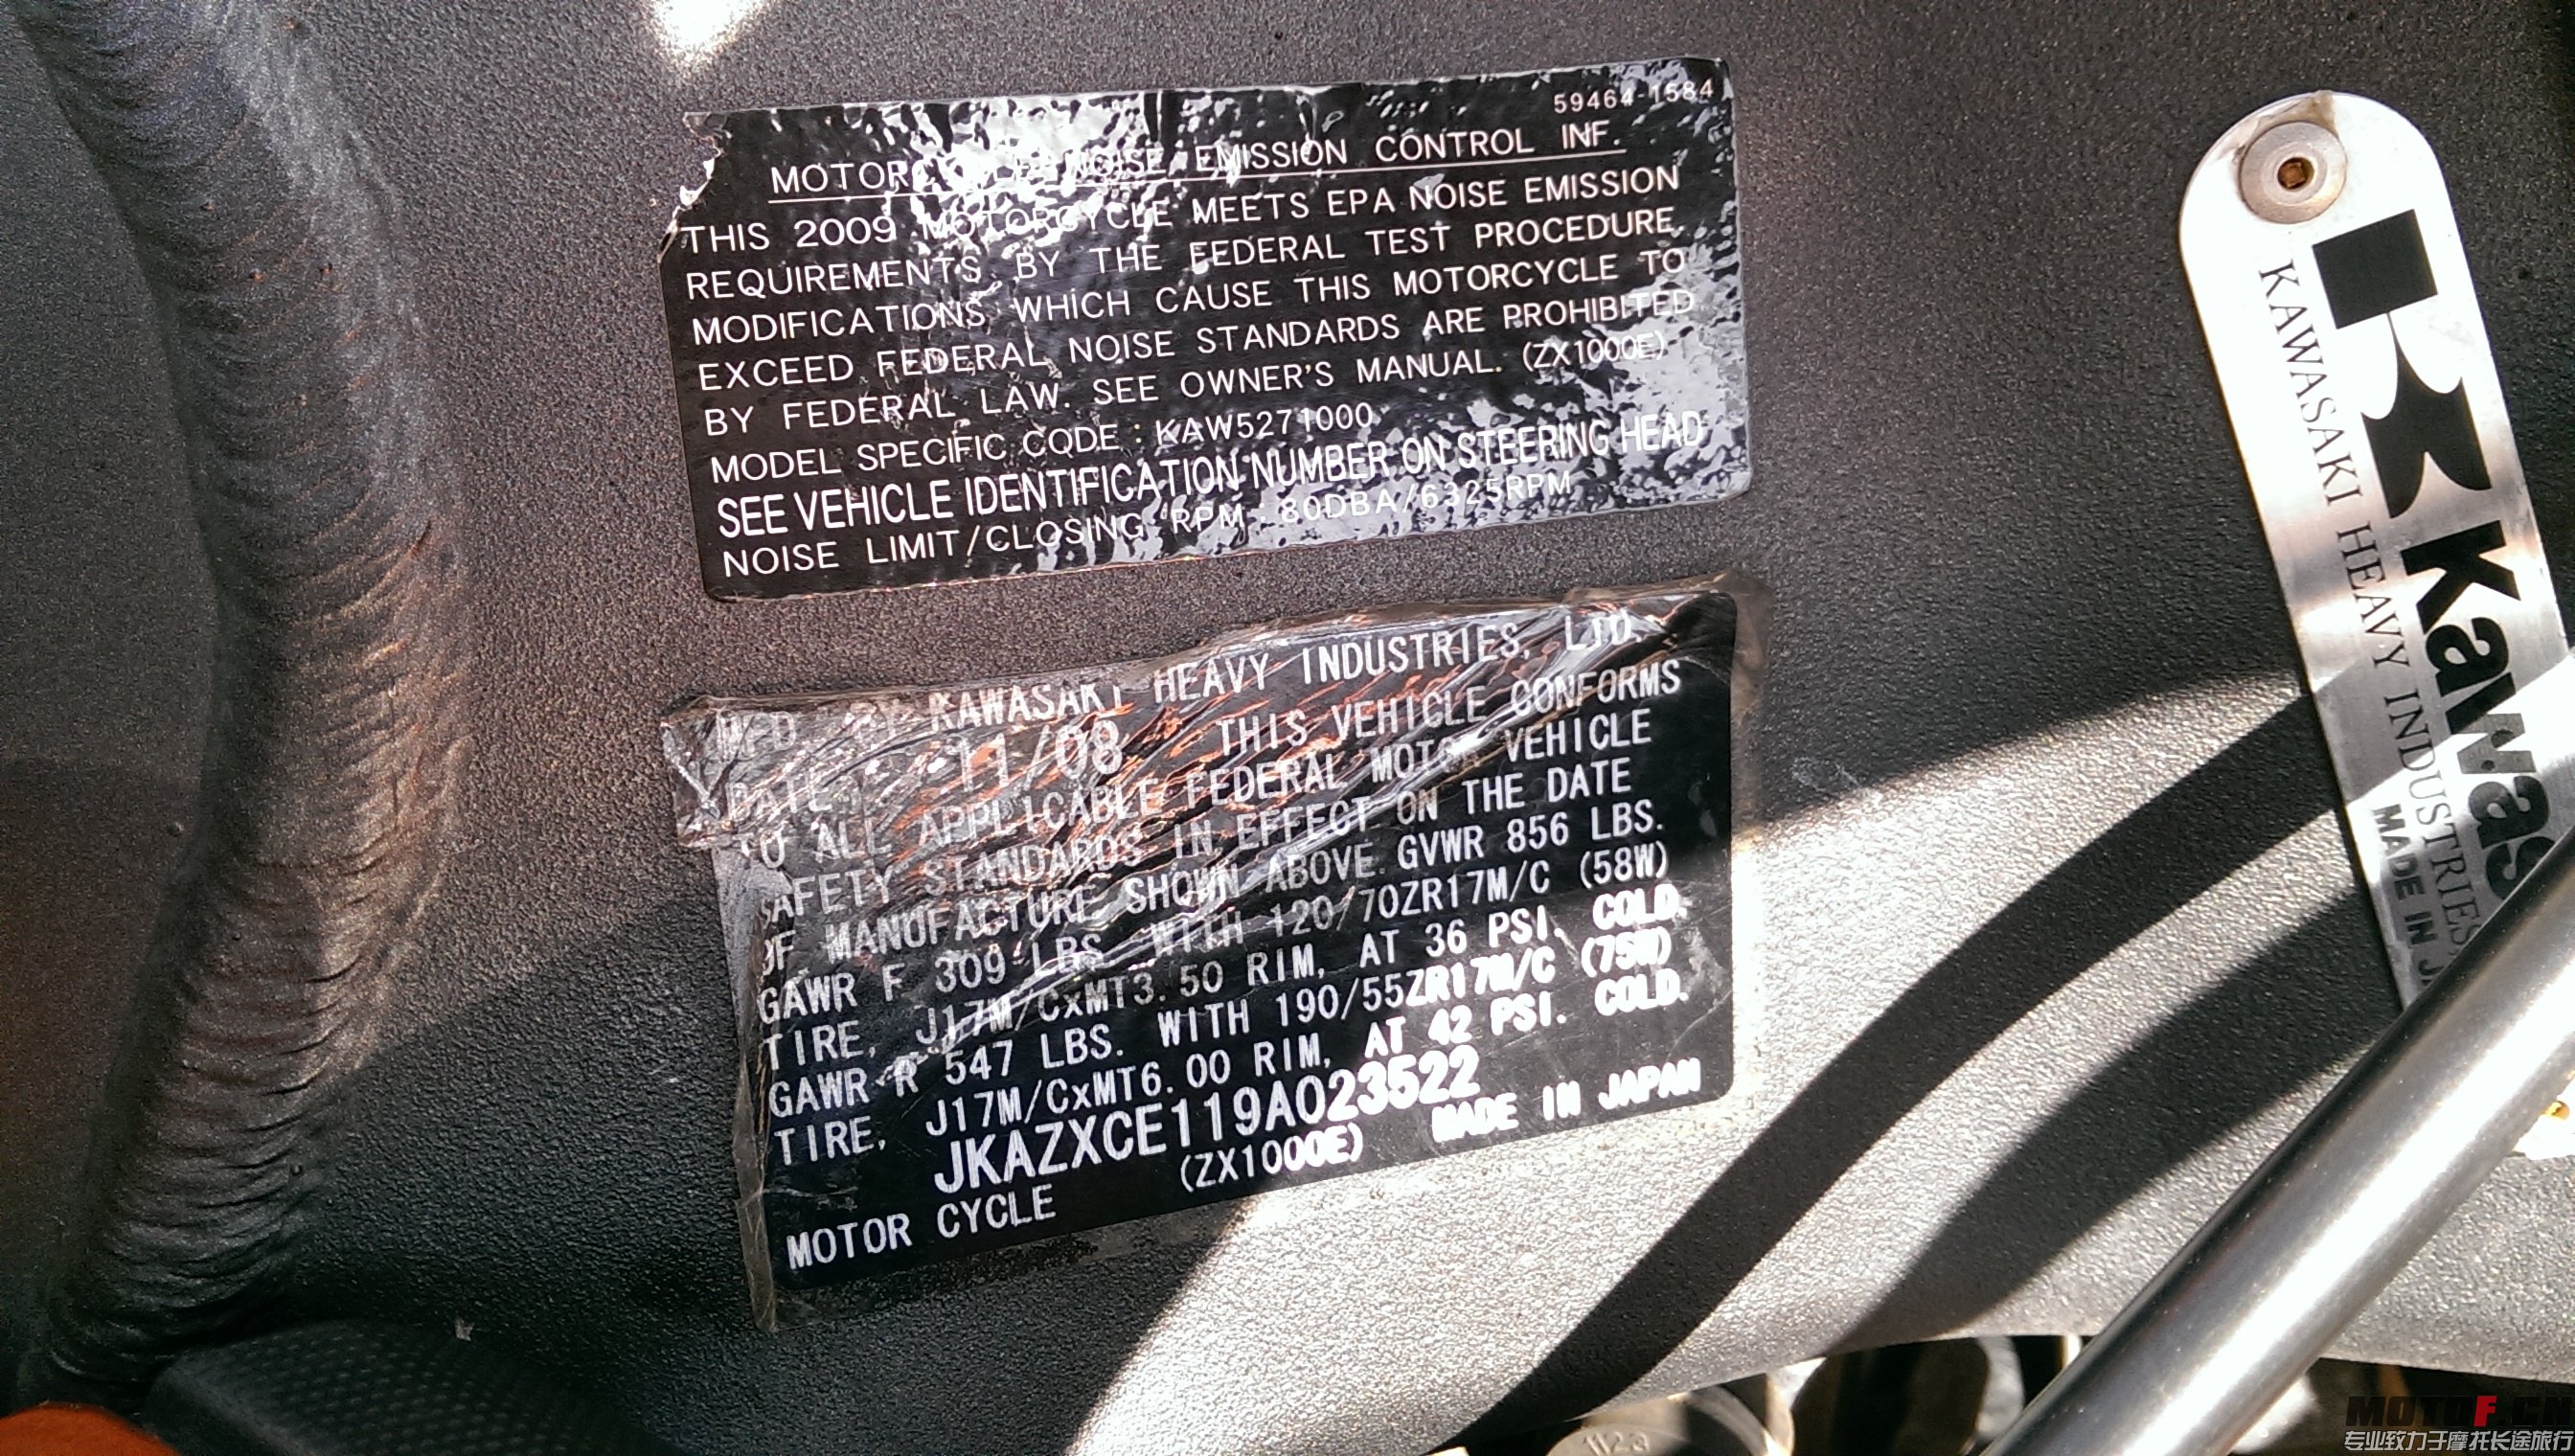 59464-1584
MOTORCYCLE NOISE EMISSION CONTROL INF.
THIS 2009 MOTORCYCLE MEETS EPA NOISE EMISSION
REQUIREMENTS BY THE FEDERAL TEST PROCEDURE.
MODIFICATIONS WHICH CAUSE THIS MOTORCYCLE TO
EXCEED FEDERAL NOISE STANDARDS ARE PROHIBITED
BY FEDERAL LAW. SEE OWNER'S MANUAL. (ZX1000E)
MODEL SPECIFIC CODE : KAW5271000
SEE VEHICLE IDENTIFICATION NUMBER ON STEERING HEAD
NOISE LIMIT/CLOSING RPM : 80DBA/6325RPM
MFD. BY KAWASAKI HEAVY INDUSTRIES, LTD.
DATE : 11/08 THIS VEHICLE CONFORMS
TO ALL APPLICABLE FEDERAL MOTOR VEHICLE
SAFETY STANDARDS IN EFFECT ON THE DATE
OF MANUFACTURE SHOWN ABOVE. GVWR 856 LBS.
GAWR F 309 LBS. WITH 120/70ZR17M/C (58W)
TIRE, J17M/CxMT3.50 RIM, AT 36 PSI. COLD.
GAWR R 547 LBS. WITH 190/55ZR17M/C (75W)
TIRE, J17M/CxMT6.00 RIM, AT 42 PSI. COLD.
JKAZXCE119A023522
MOTOR CYCLE (ZX1000E) MADE IN JAPAN
Kawas
KAWASAKI HEAVY INDUSTRIES
MADE IN J
MOTOF.CN
专业致力于摩托长途旅行